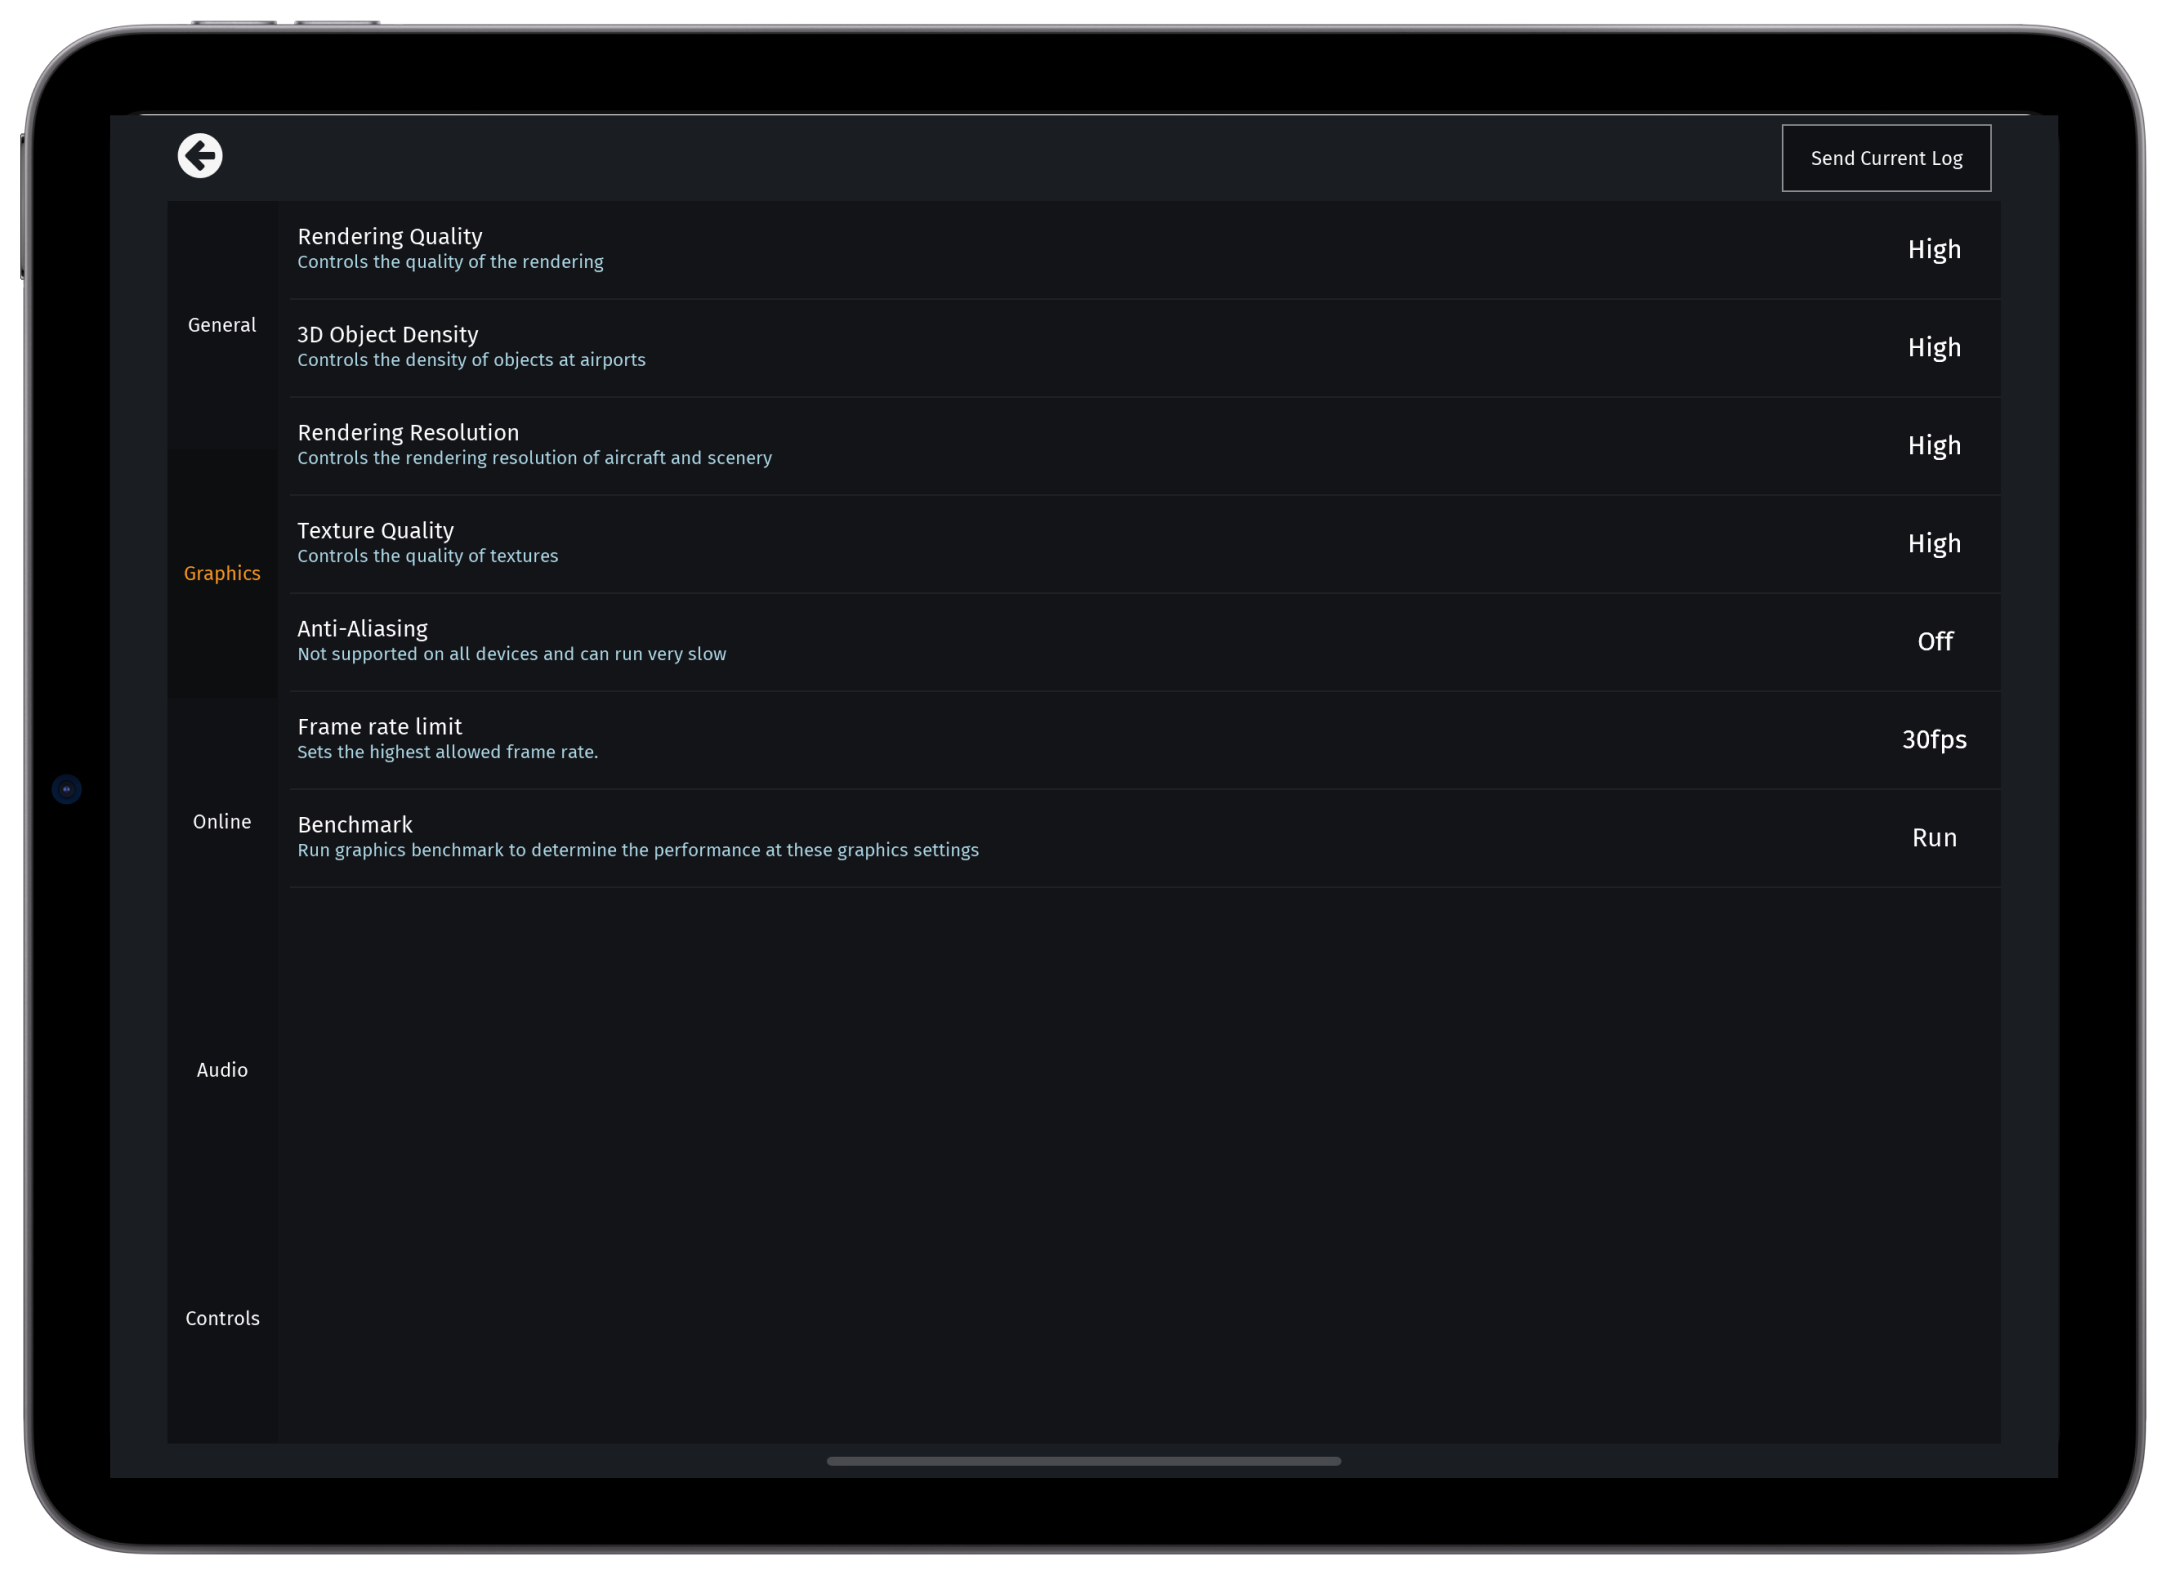 Send Current Log
General
Graphics
Online
Audio
Controls
Rendering Quality
Controls the quality of the rendering
High
3D Object Density
Controls the density of objects at airports
High
Rendering Resolution
Controls the rendering resolution of aircraft and scenery
High
Texture Quality
Controls the quality of textures
High
Anti-Aliasing
Not supported on all devices and can run very slow
Off
Frame rate limit
Sets the highest allowed frame rate.
30fps
Benchmark
Run graphics benchmark to determine the performance at these graphics settings
Run